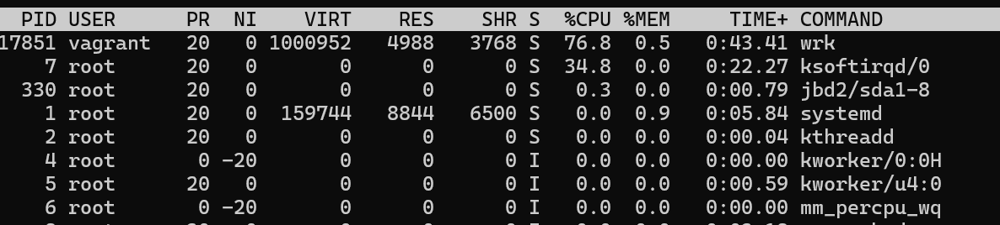 PID USER PR NI VIRT RES SHR S %CPU %MEM TIME+ COMMAND
17851 vagrant 20 0 1000952 4988 3768 S 76.8 0.5 0:43.41 wrk
7 root 20 0 0 0 0 S 34.8 0.0 0:22.27 ksoftirqd/0
330 root 20 0 0 0 0 S 0.3 0.0 0:00.79 jbd2/sda1-8
1 root 20 0 159744 8844 6500 S 0.0 0.9 0:05.84 systemd
2 root 20 0 0 0 0 S 0.0 0.0 0:00.04 kthreadd
4 root 0 -20 0 0 0 I 0.0 0.0 0:00.00 kworker/0:0H
5 root 20 0 0 0 0 I 0.0 0.0 0:00.59 kworker/u4:0
6 root 0 -20 0 0 0 I 0.0 0.0 0:00.00 mm_percpu_wq